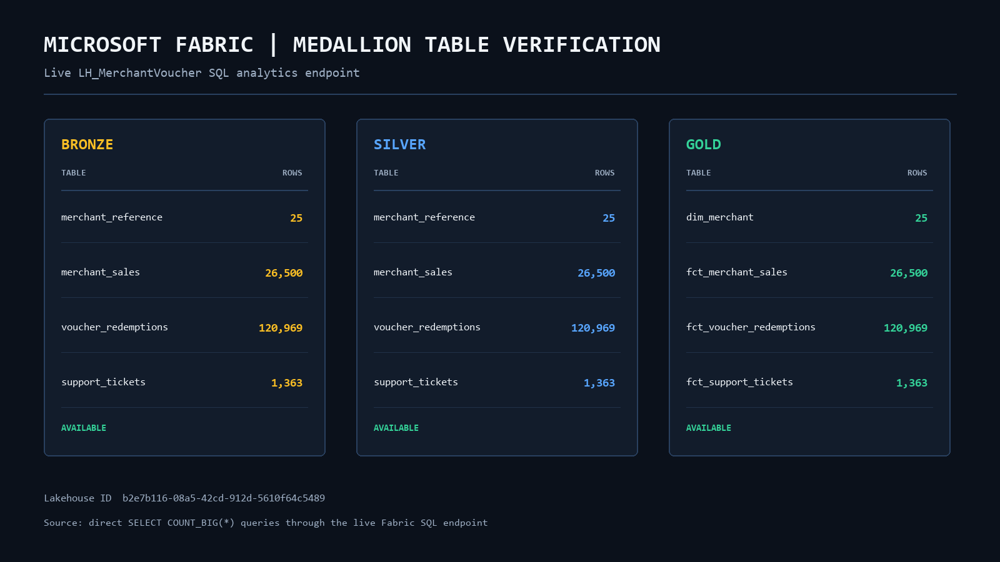 MICROSOFT FABRIC | MEDALLION TABLE VERIFICATION
Live LH_MerchantVoucher SQL analytics endpoint
BRONZE
TABLE ROWS
merchant_reference 25
merchant_sales 26,500
voucher_redemptions 120,969
support_tickets 1,363
AVAILABLE
SILVER
TABLE ROWS
merchant_reference 25
merchant_sales 26,500
voucher_redemptions 120,969
support_tickets 1,363
AVAILABLE
GOLD
TABLE ROWS
dim_merchant 25
fct_merchant_sales 26,500
fct_voucher_redemptions 120,969
fct_support_tickets 1,363
AVAILABLE
Lakehouse ID b2e7b116-08a5-42cd-912d-5610f64c5489
Source: direct SELECT COUNT_BIG(*) queries through the live Fabric SQL endpoint